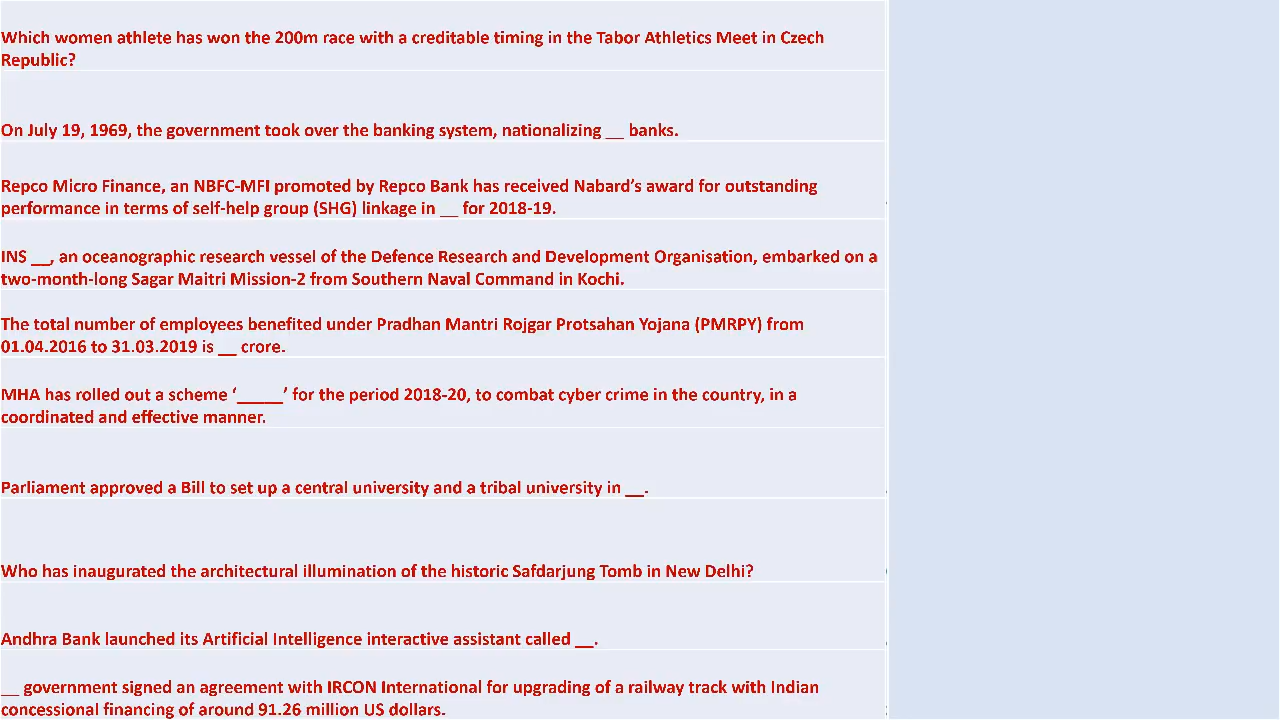 Which women athlete has won the 200m race with a creditable timing in the Tabor Athletics Meet in Czech
Republic?
On July 19, 1969, the government took over the banking system, nationalizing __ banks.
Repco Micro Finance, an NBFC-MFI promoted by Repco Bank has received Nabard’s award for outstanding
performance in terms of self-help group (SHG) linkage in __ for 2018-19.
INS __, an oceanographic research vessel of the Defence Research and Development Organisation, embarked on a
two-month-long Sagar Maitri Mission-2 from Southern Naval Command in Kochi.
The total number of employees benefited under Pradhan Mantri Rojgar Protsahan Yojana (PMRPY) from
01.04.2016 to 31.03.2019 is __ crore.
MHA has rolled out a scheme ‘_____’ for the period 2018-20, to combat cyber crime in the country, in a
coordinated and effective manner.
Parliament approved a Bill to set up a central university and a tribal university in __.
Who has inaugurated the architectural illumination of the historic Safdarjung Tomb in New Delhi?
Andhra Bank launched its Artificial Intelligence interactive assistant called __.
__ government signed an agreement with IRCON International for upgrading of a railway track with Indian
concessional financing of around 91.26 million US dollars.